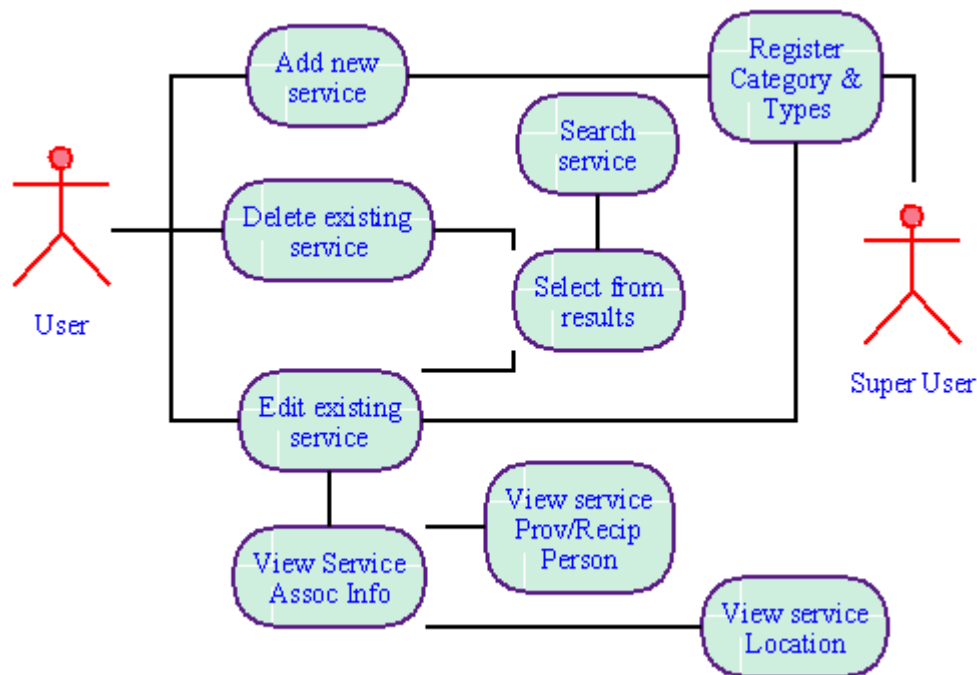 Add new
service
Register
Category &
Types
Search
service
Delete existing
service
Select from
results
User
Super User
Edit existing
service
View service
Prov/Recip
Person
View Service
Assoc Info
View service
Location